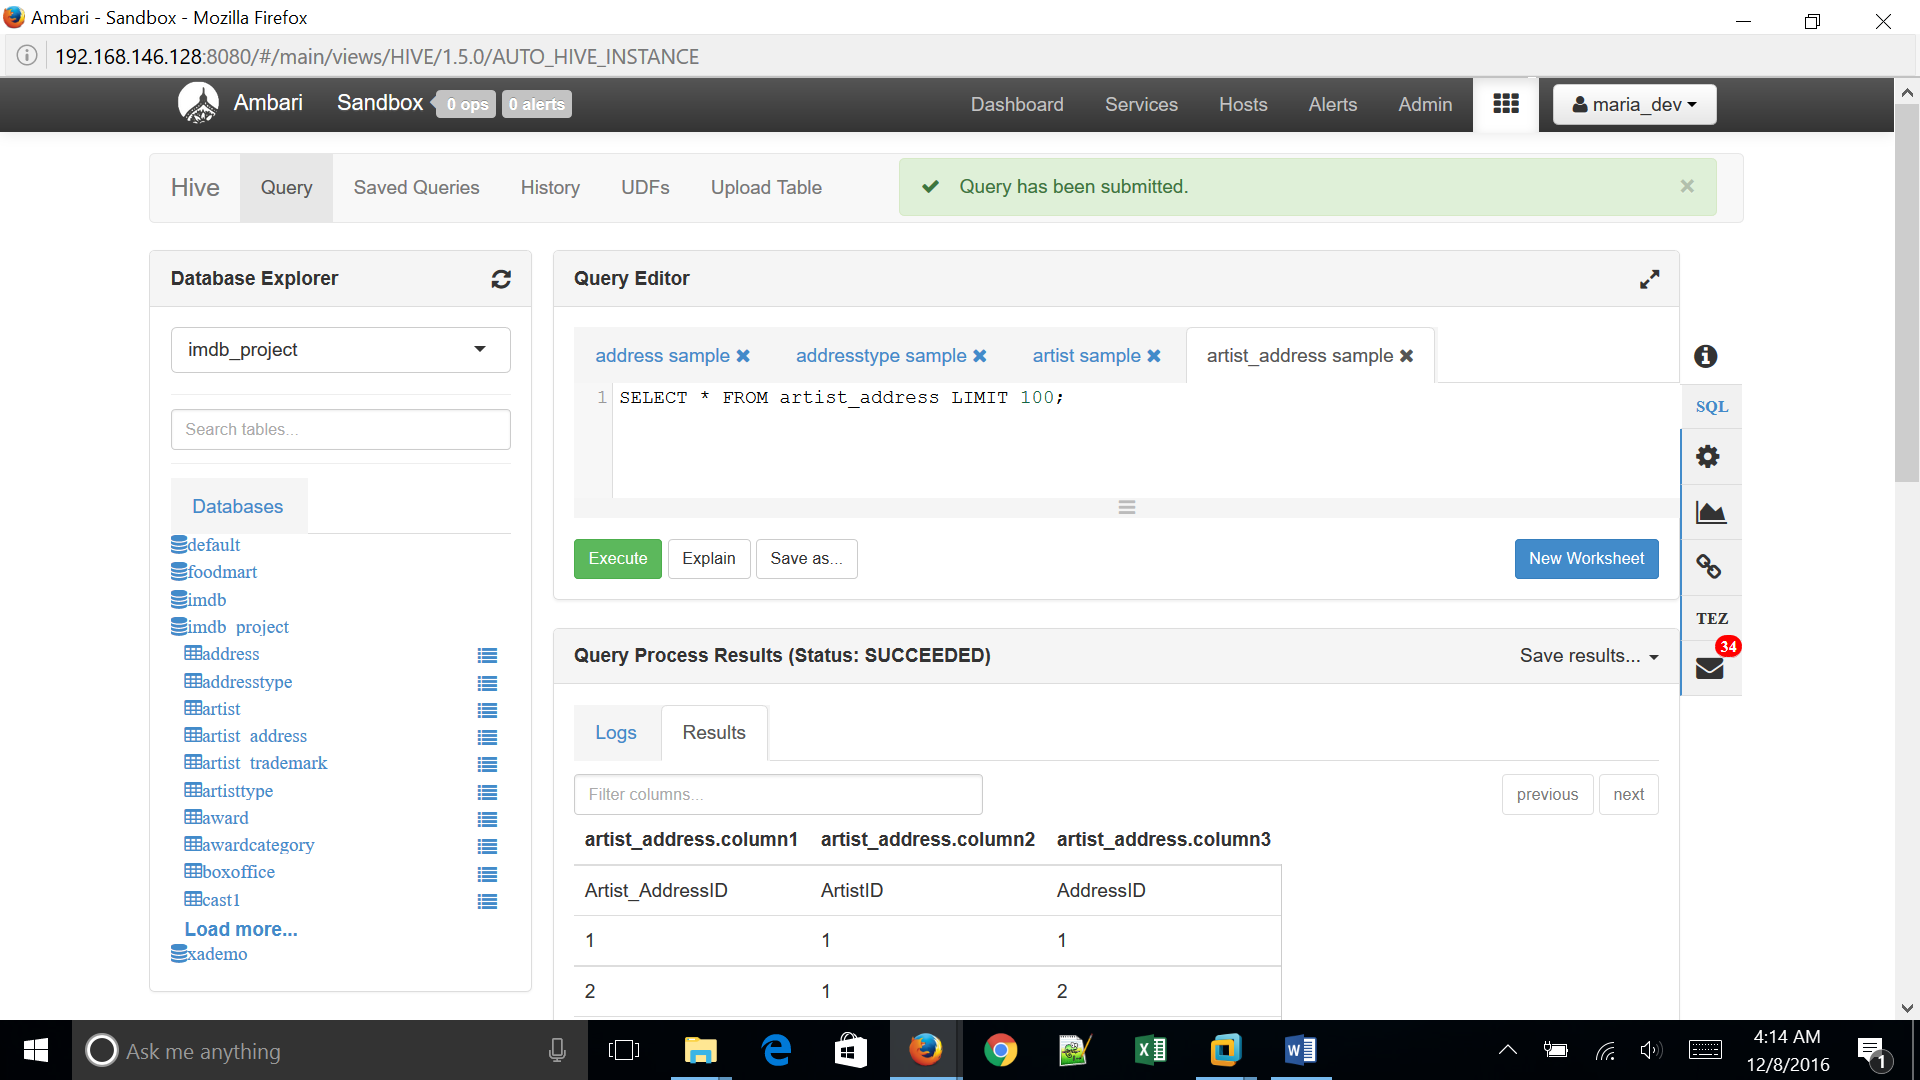 Ambari - Sandbox - Mozilla Firefox
192.168.146.128:8080/#/main/views/HIVE/1.5.0/AUTO_HIVE_INSTANCE
Ambari Sandbox 0 ops 0 alerts Dashboard Services Hosts Alerts Admin maria_dev
Hive Query Saved Queries History UDFs Upload Table Query has been submitted.
Database Explorer
imdb_project
Search tables...
Databases
default
foodmart
imdb
imdb_project
address
addresstype
artist
artist_address
artist_trademark
artisttype
award
awardcategory
boxoffice
cast1
Load more...
xademo
Query Editor
address sample addresstype sample artist sample artist_address sample
1 SELECT * FROM artist_address LIMIT 100;
Execute Explain Save as... New Worksheet
SQL
TEZ
34
Query Process Results (Status: SUCCEEDED) Save results...
Logs Results
Filter columns... previous next
artist_address.column1 artist_address.column2 artist_address.column3
Artist_AddressID ArtistID AddressID
1 1 1
2 1 2
Ask me anything
4:14 AM
12/8/2016
1